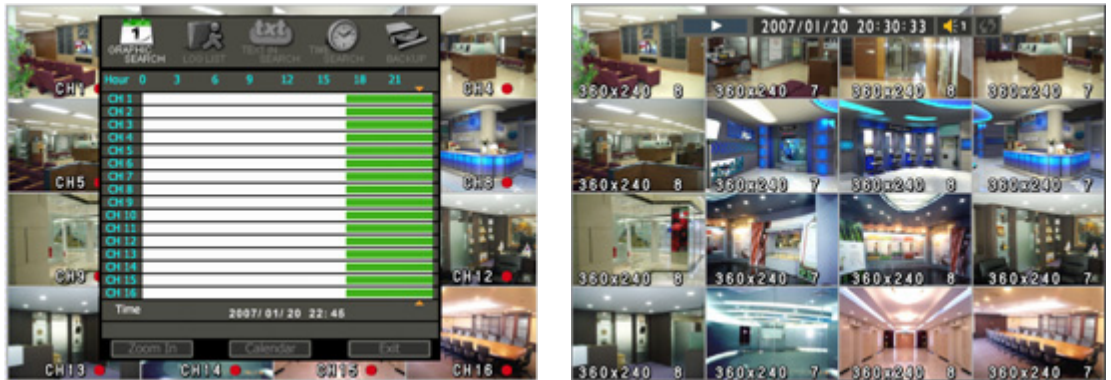 1
GRAPHIC
SEARCH
LOG LIST
txt
TEXT IN
SEARCH
TIME
SEARCH
BACKUP
Hour 0 3 6 9 12 15 18 21
CH 1
CH 2
CH 3
CH 4
CH 5
CH 6
CH 7
CH 8
CH 9
CH 10
CH 11
CH 12
CH 13
CH 14
CH 15
CH 16
Time 2007/01/20 22:46
Zoom In Calendar Exit
CH1 CH4
CH5 CH8
CH9 CH12
CH13 CH14 CH15 CH16
2007/01/20 20:30:33 1
360x240 8 360x240 7 360x240 7 360x240 7
360x240 8 360x240 7 360x240 7 360x240 7
360x240 8 360x240 7 360x240 8 360x240 7
360x240 8 360x240 7 360x240 8 360x240 7